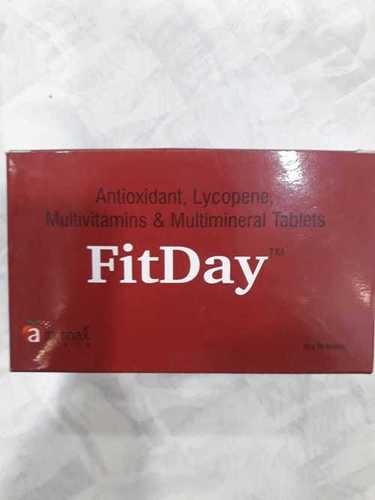 Antioxidant, Lycopene,
Multivitamins & Multimineral Tablets
FitDay™